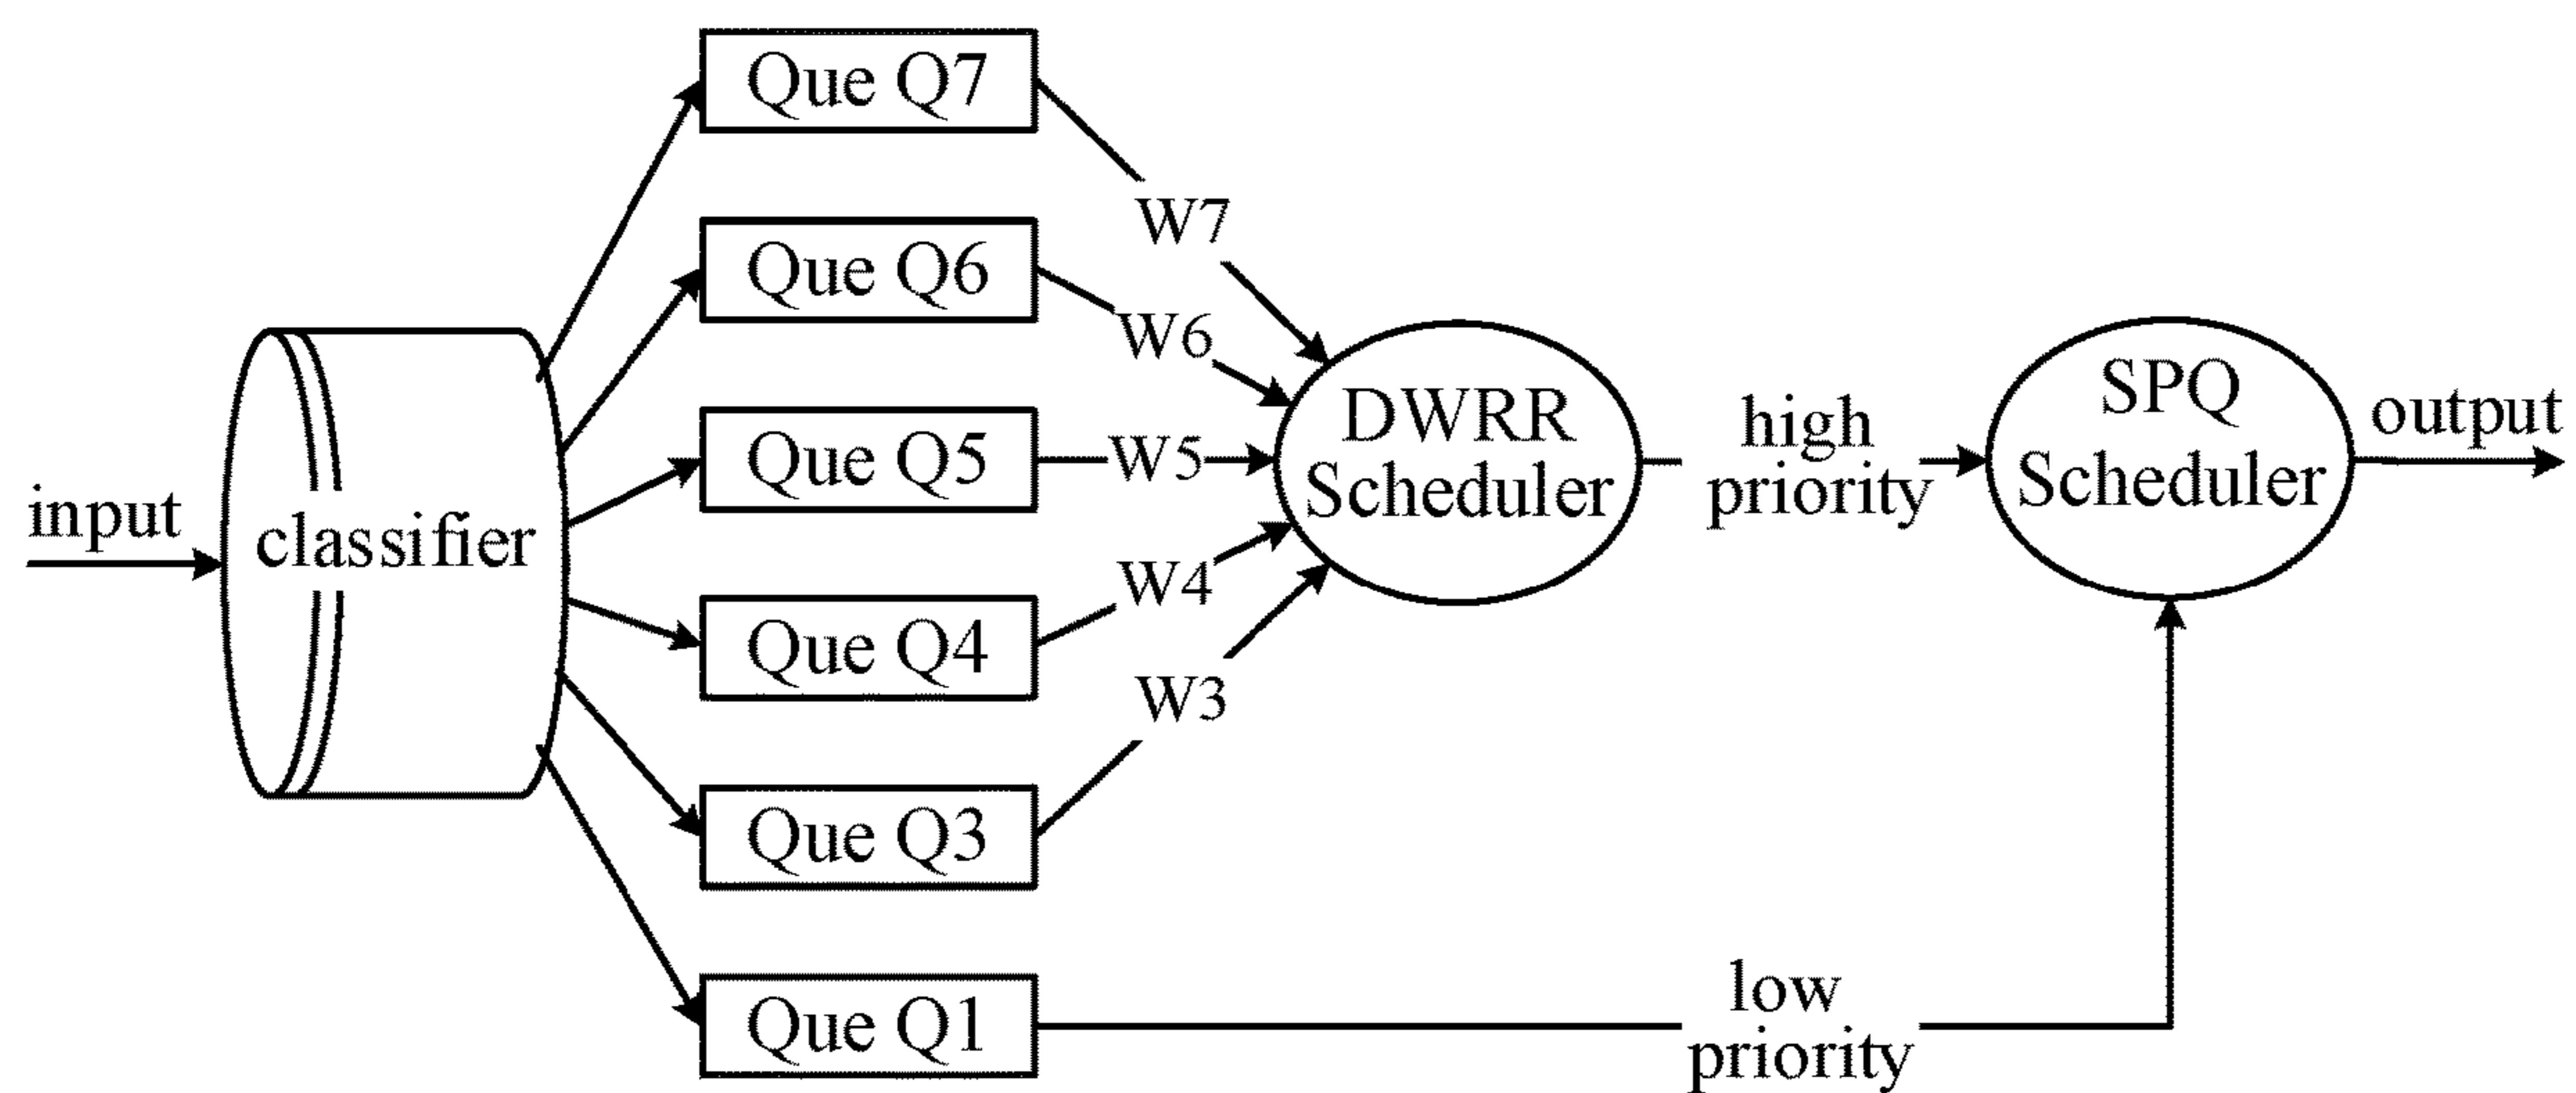 Que Q7
W7
Que Q6
W6
Que Q5
W5
DWRR
Scheduler
high
priority
SPQ
Scheduler
output
input
classifier
Que Q4
W4
W3
Que Q3
Que Q1
low
priority